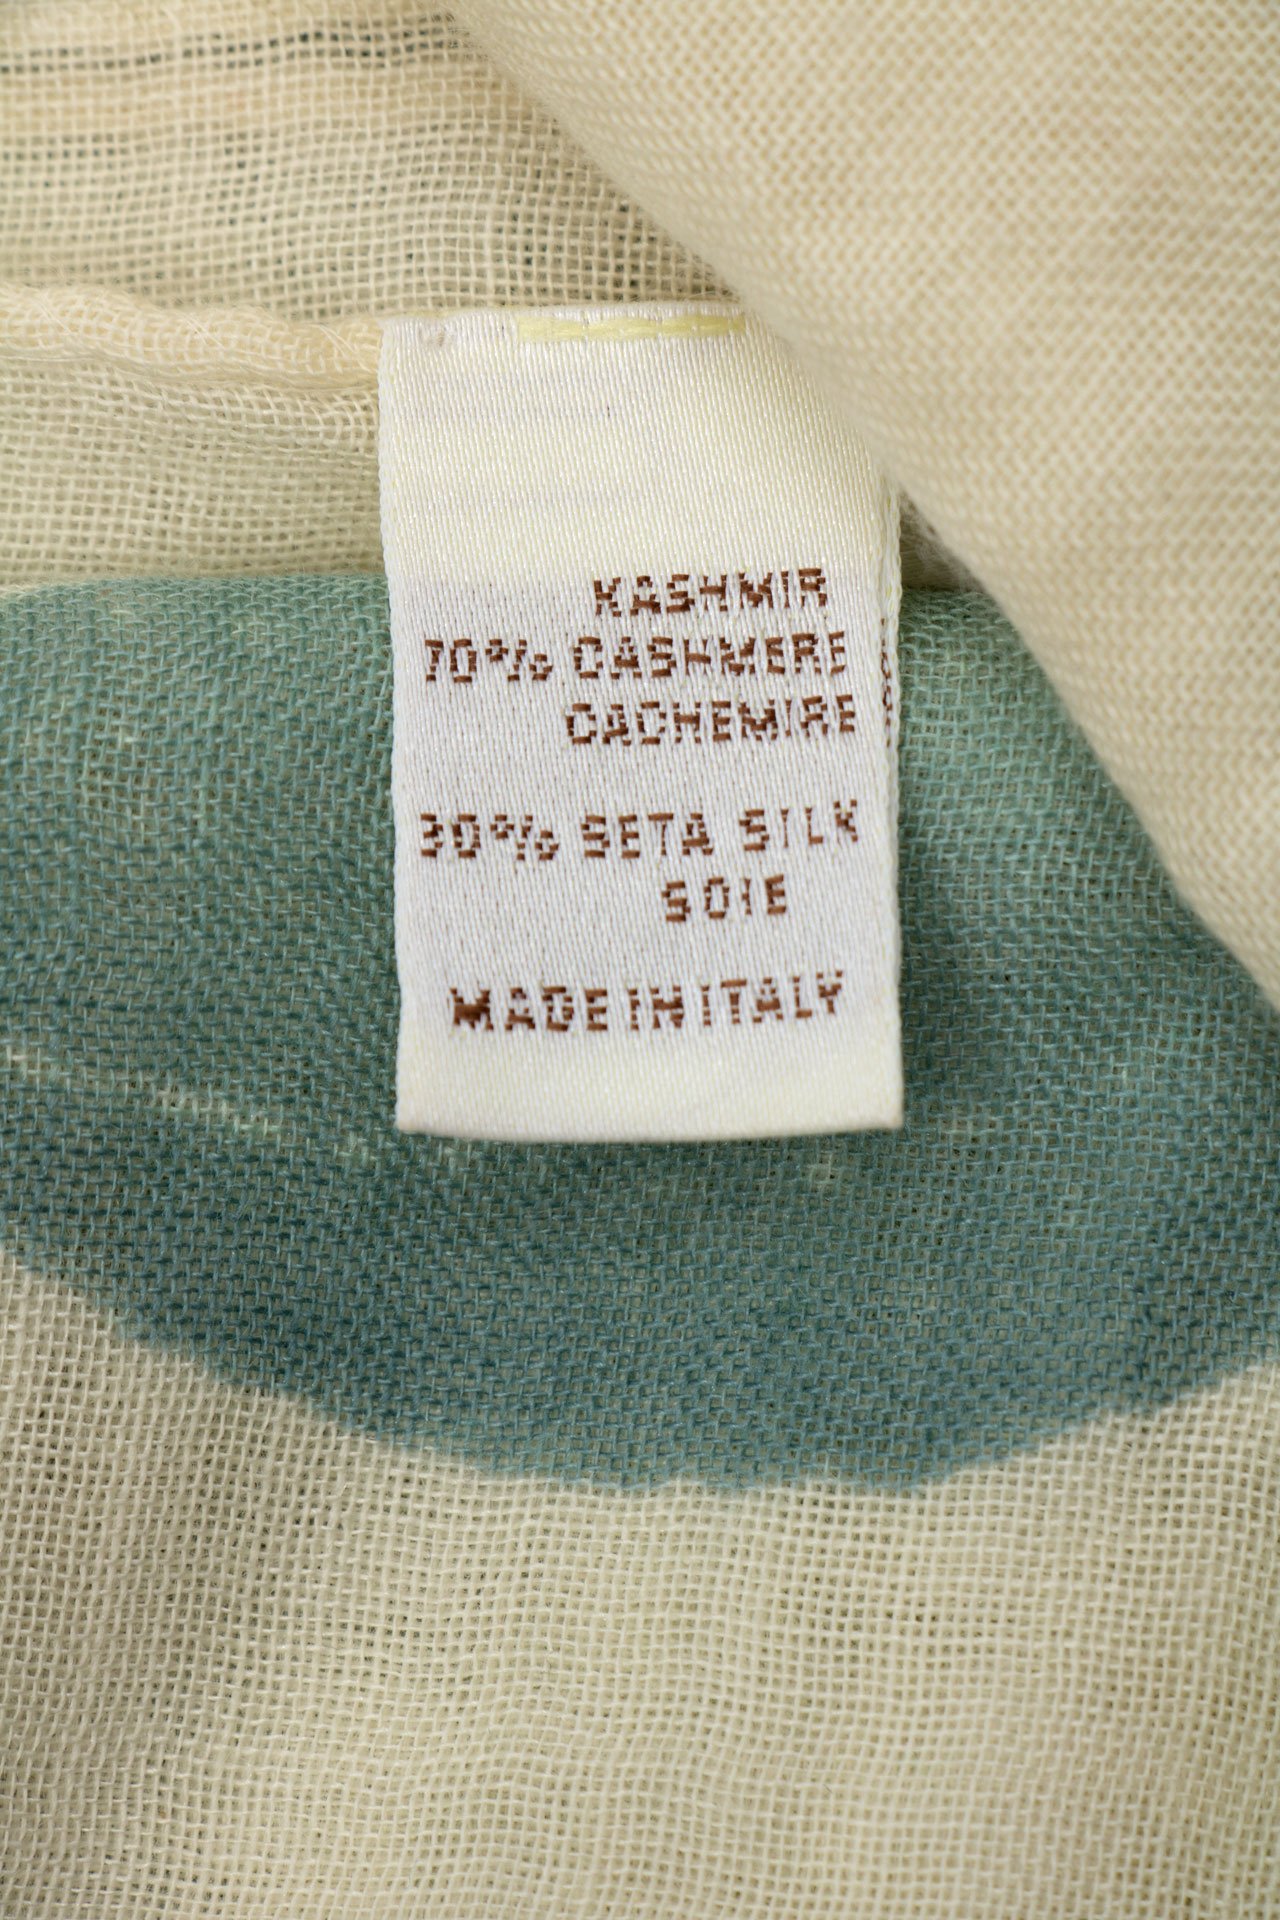 KASHMIR
70% CASHMERE
CACHEMIRE
30% SETA SILK
SOIE
MADE IN ITALY